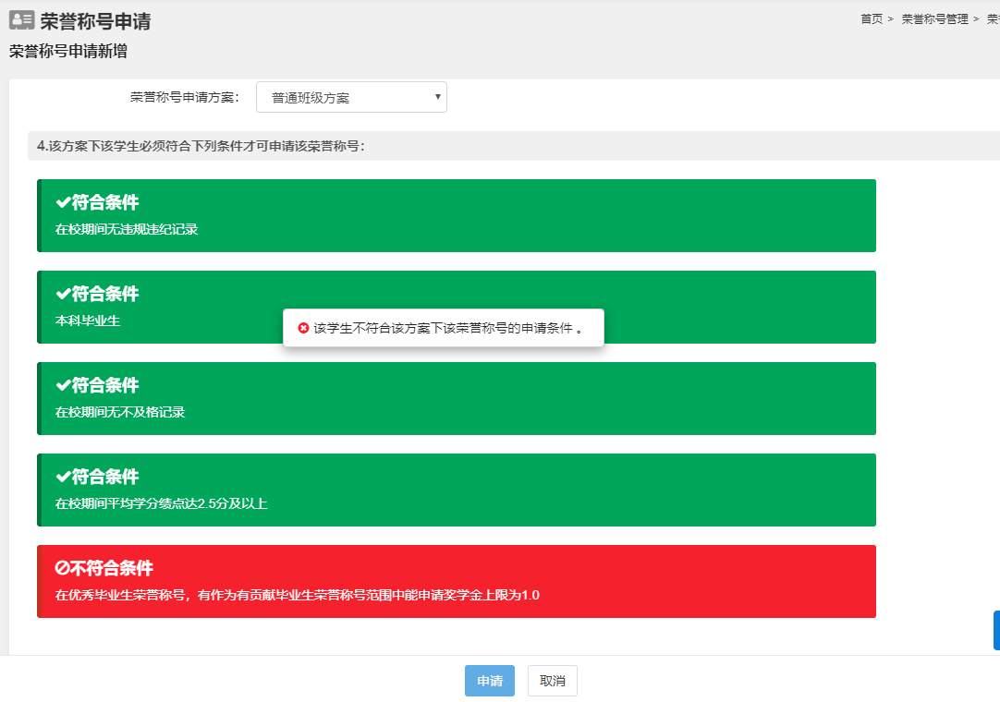 荣誉称号申请
首页 > 荣誉称号管理 >
荣誉称号申请新增
荣誉称号申请方案：
普通班级方案
4.该方案下该学生必须符合下列条件才可申请该荣誉称号：
符合条件
在校期间无违规违纪记录
符合条件
本科毕业生
该学生不符合该方案下该荣誉称号的申请条件 。
符合条件
在校期间无不及格记录
符合条件
在校期间平均学分绩点达2.5分及以上
不符合条件
在优秀毕业生荣誉称号，有作为有贡献毕业生荣誉称号范围中能申请奖学金上限为1.0
申请
取消